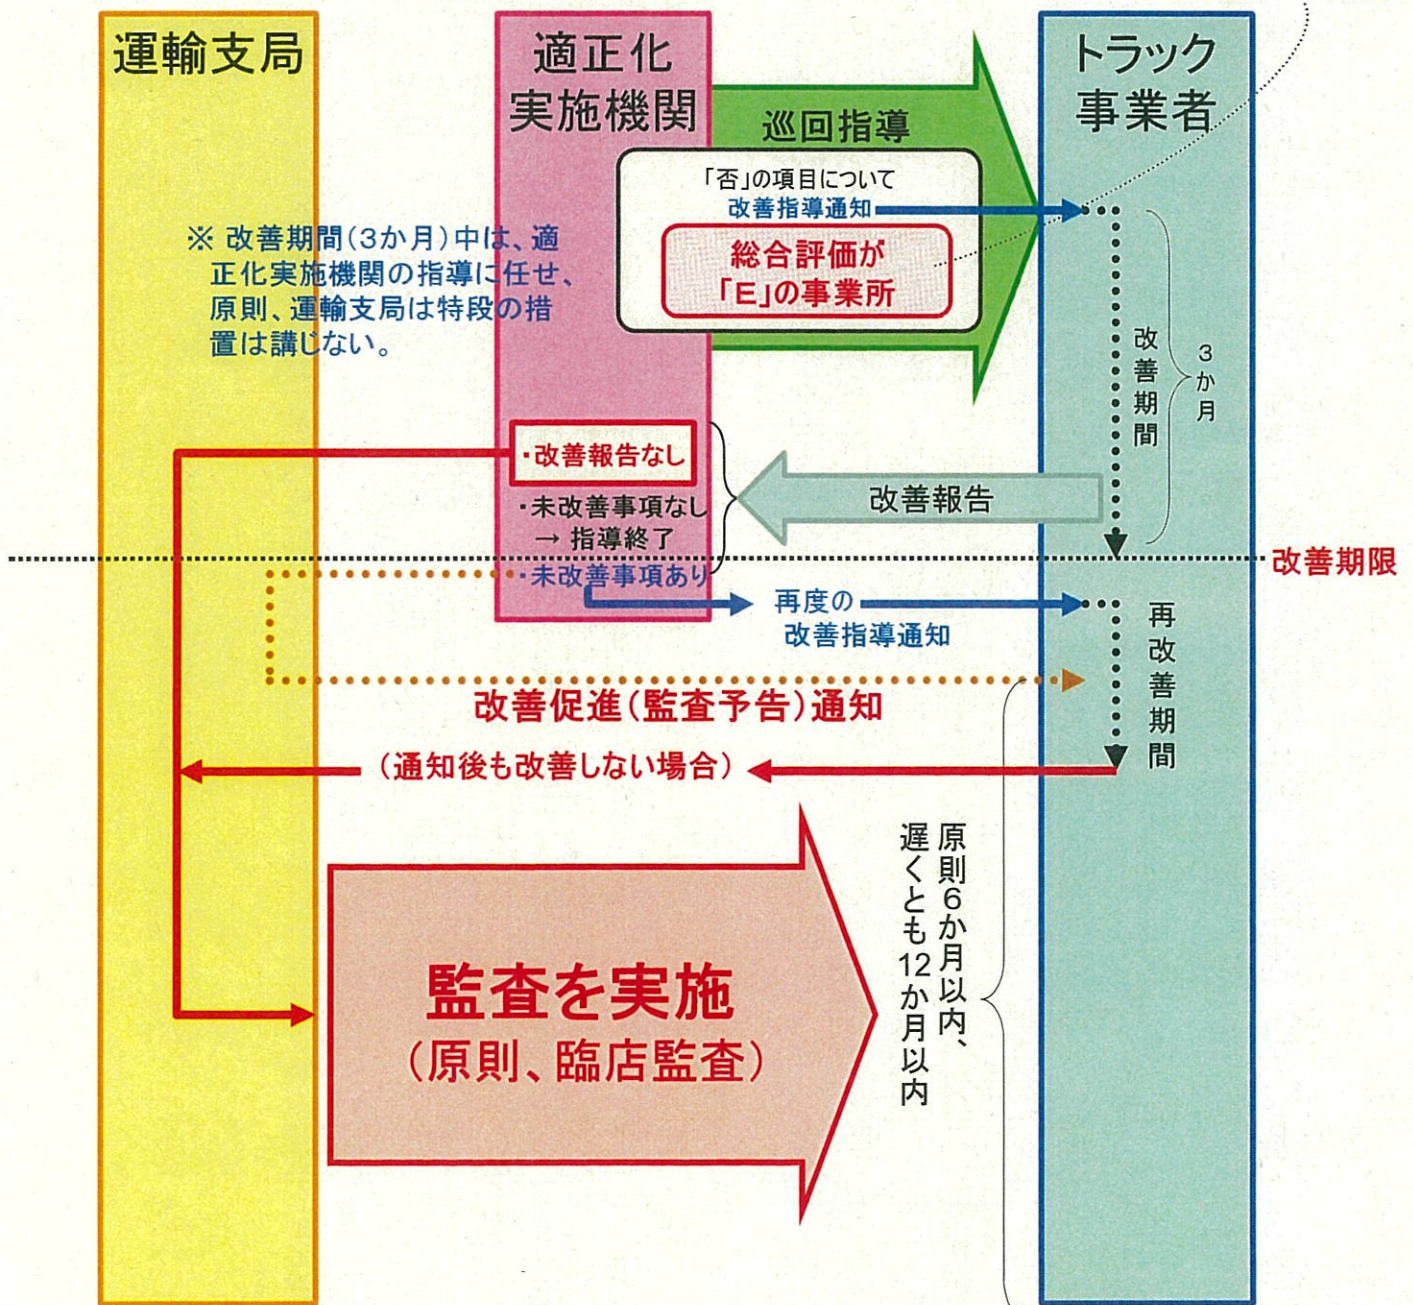 運輸支局
適正化
実施機関
トラック
事業者
巡回指導
「否」の項目について
改善指導通知
総合評価が
「E」の事業所
※ 改善期間(3か月)中は、適
正化実施機関の指導に任せ、
原則、運輸支局は特段の措
置は講じない。
改善期間
3か月
・改善報告なし
・未改善事項なし
→ 指導終了
改善報告
改善期限
・未改善事項あり
再度の
改善指導通知
再改善期間
改善促進(監査予告)通知
(通知後も改善しない場合)
原則6か月以内、
遅くとも12か月以内
監査を実施
(原則、臨店監査)